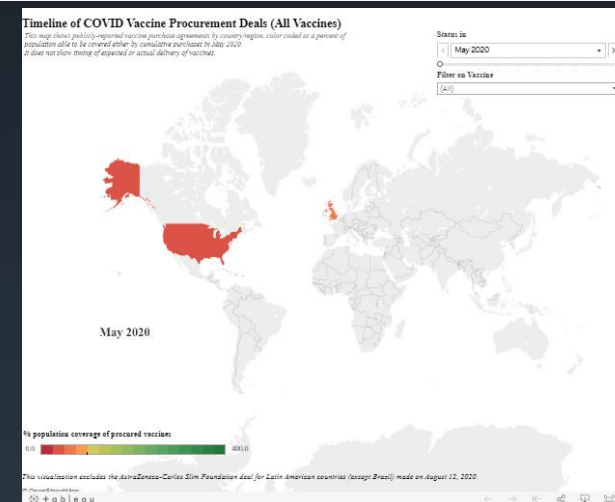 Timeline of COVID Vaccine Procurement Deals (All Vaccines)
This map shows publicly-reported vaccine purchase agreements by country/region, color coded as a percent of
population able to be covered either by cumulative purchases in May 2020.
It does not show timing of expected or actual delivery of vaccines.
Status in
May 2020
Filter on Vaccine
(All)
May 2020
% population coverage of procured vaccines
0.0
400.0
This visualization excludes the AstraZeneca-Carlos Slim Foundation deal for Latin American countries (except Brazil) made on August 12, 2020.
© OpenStreetMap
+ableau